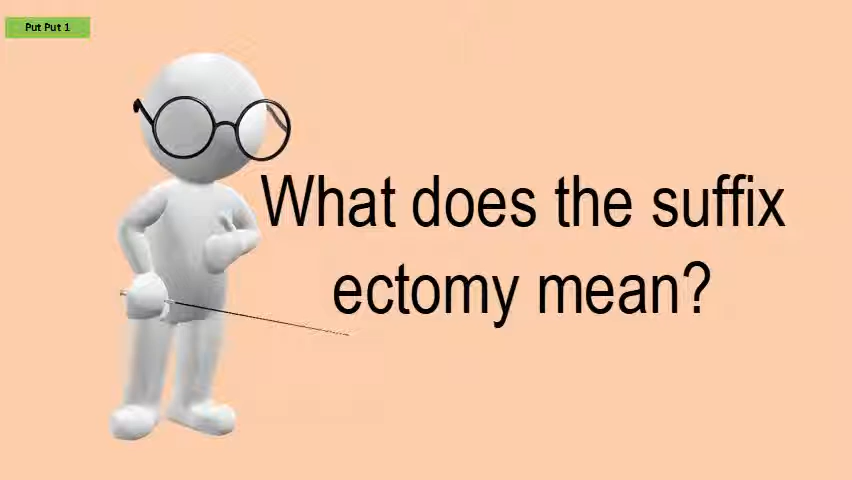 Put Put 1
What does the suffix
ectomy mean?